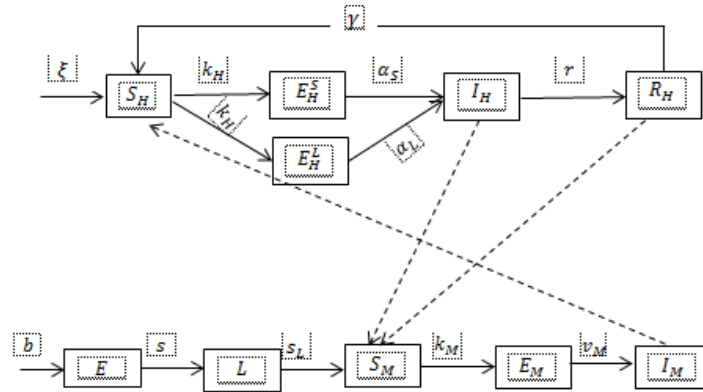 γ
ξ k_H α_S r
S_H E_H^S I_H R_H
k_H
E_H^L α_L
b s s_L k_M v_M
E L S_M E_M I_M